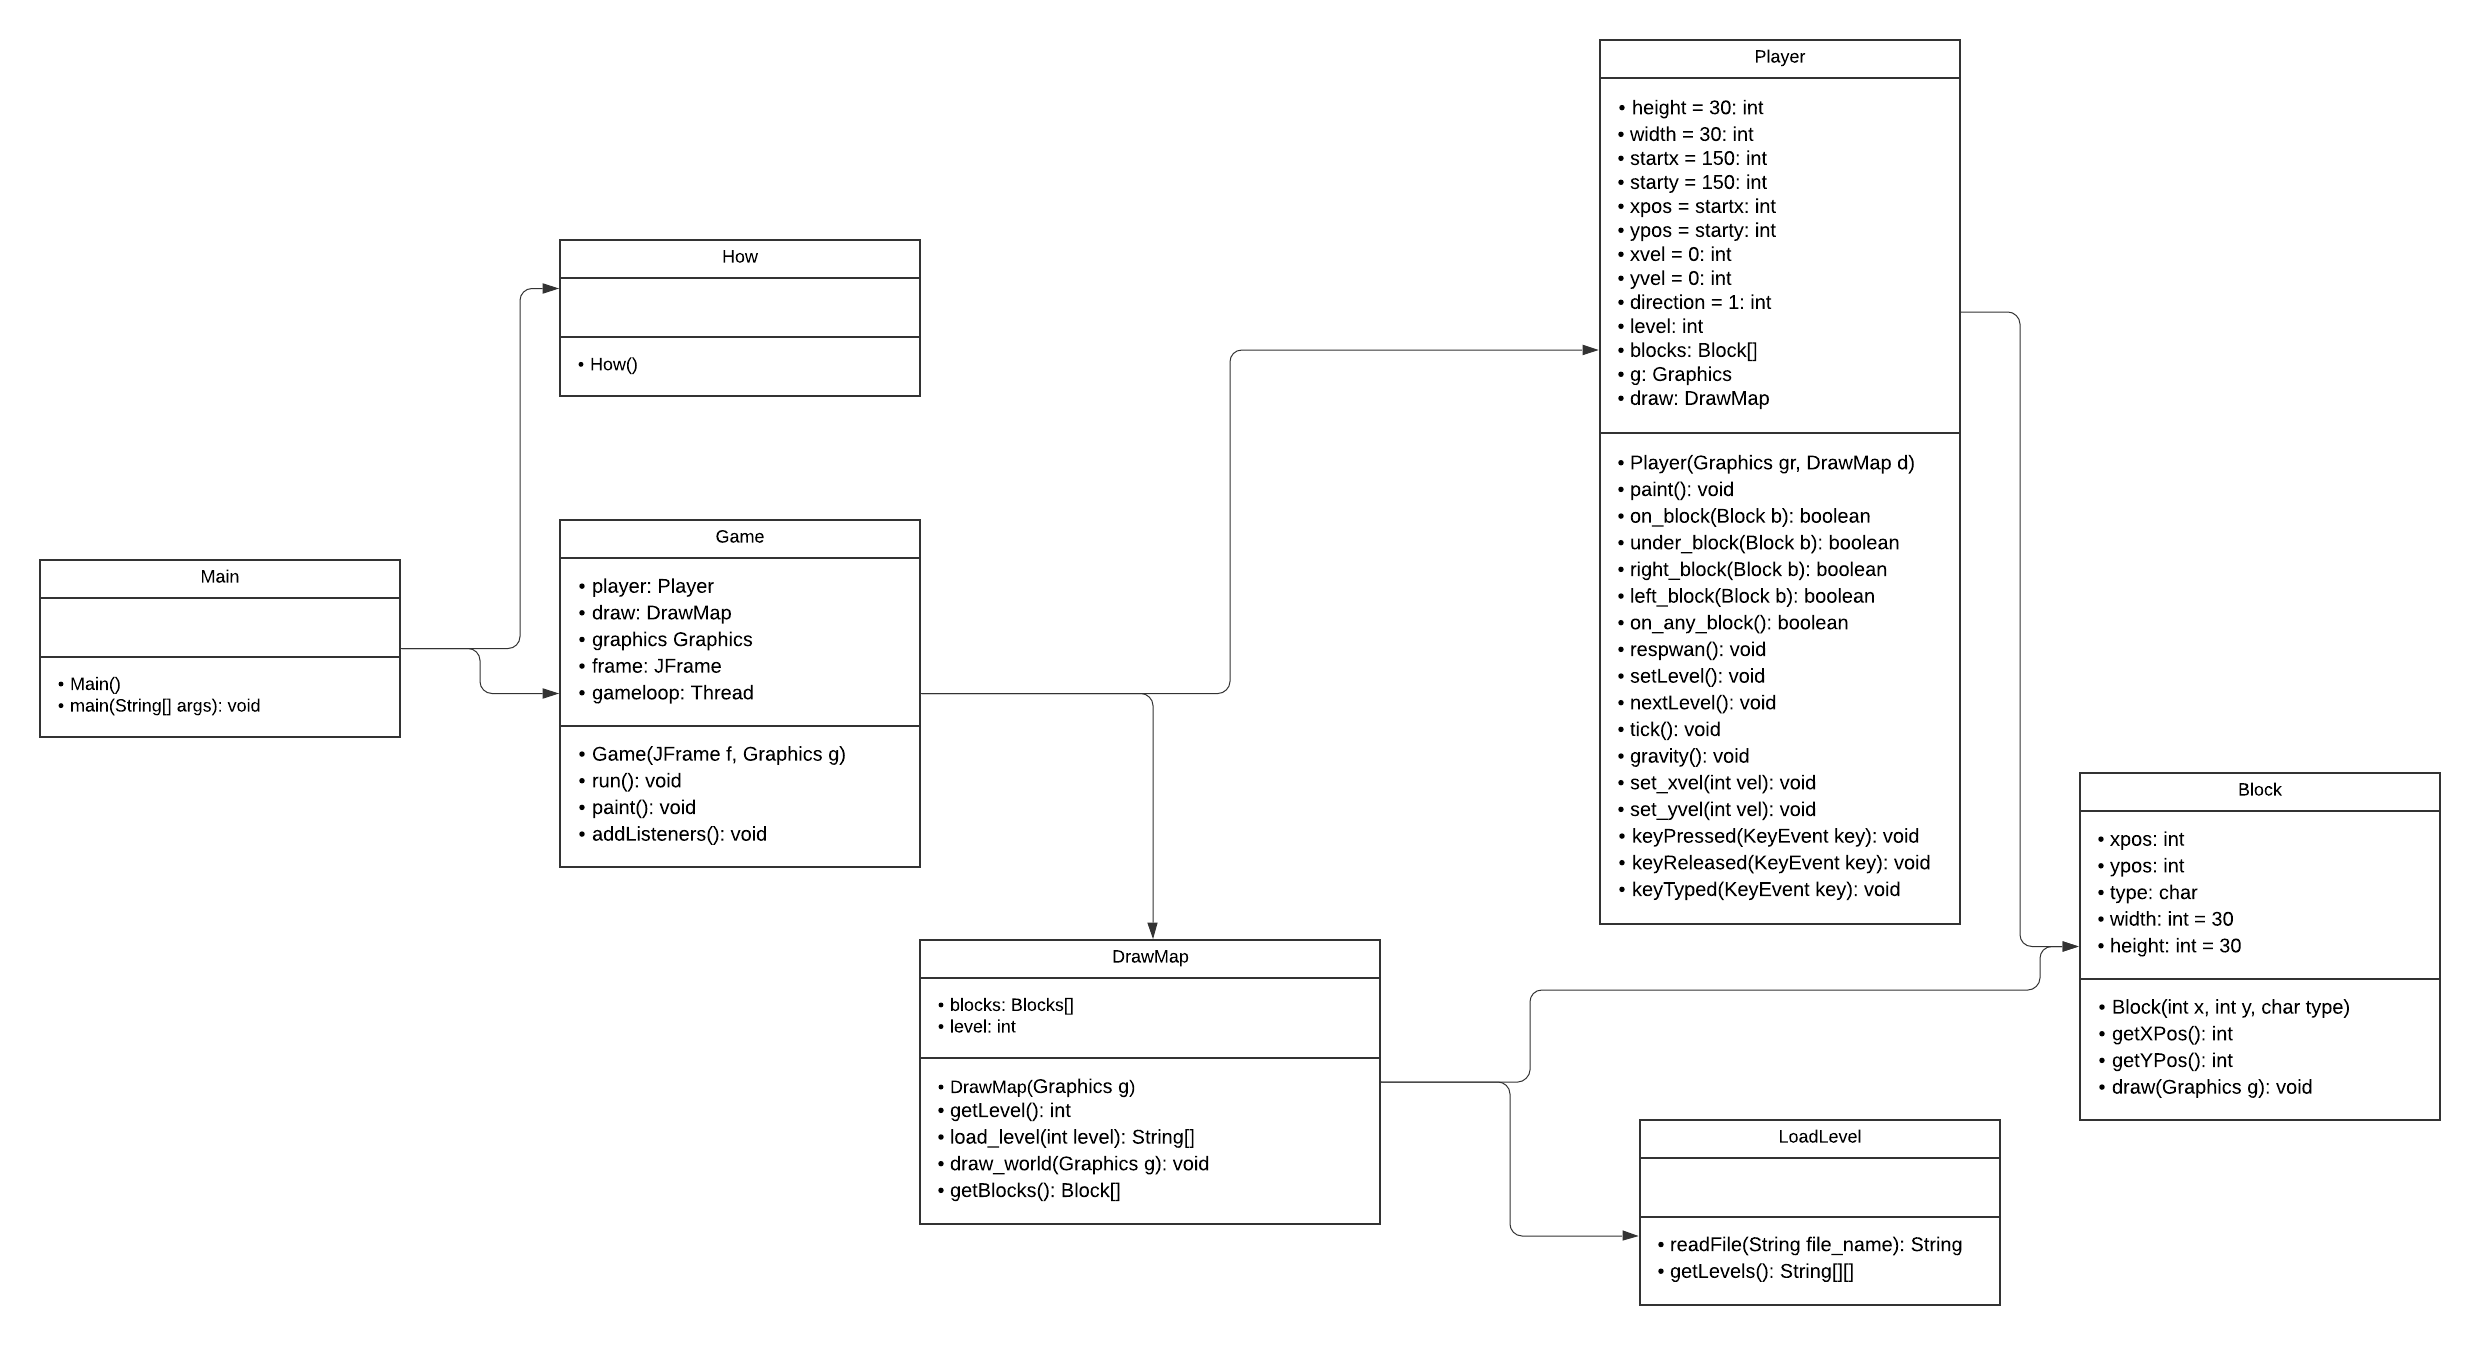 Player
• height = 30: int
• width = 30: int
• startx = 150: int
• starty = 150: int
• xpos = startx: int
• ypos = starty: int
• xvel = 0: int
• yvel = 0: int
• direction = 1: int
• level: int
• blocks: Block[]
• g: Graphics
• draw: DrawMap
• Player(Graphics gr, DrawMap d)
• paint(): void
• on_block(Block b): boolean
• under_block(Block b): boolean
• right_block(Block b): boolean
• left_block(Block b): boolean
• on_any_block(): boolean
• respwan(): void
• setLevel(): void
• nextLevel(): void
• tick(): void
• gravity(): void
• set_xvel(int vel): void
• set_yvel(int vel): void
• keyPressed(KeyEvent key): void
• keyReleased(KeyEvent key): void
• keyTyped(KeyEvent key): void
How
• How()
Game
• player: Player
• draw: DrawMap
• graphics Graphics
• frame: JFrame
• gameloop: Thread
• Game(JFrame f, Graphics g)
• run(): void
• paint(): void
• addListeners(): void
Main
• Main()
• main(String[] args): void
Block
• xpos: int
• ypos: int
• type: char
• width: int = 30
• height: int = 30
• Block(int x, int y, char type)
• getXPos(): int
• getYPos(): int
• draw(Graphics g): void
DrawMap
• blocks: Blocks[]
• level: int
• DrawMap(Graphics g)
• getLevel(): int
• load_level(int level): String[]
• draw_world(Graphics g): void
• getBlocks(): Block[]
LoadLevel
• readFile(String file_name): String
• getLevels(): String[][]